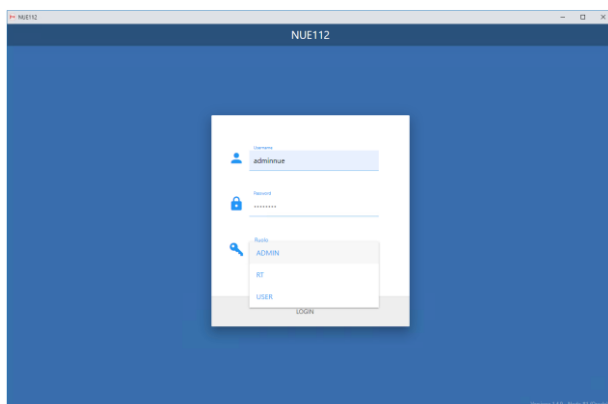 NUE112
NUE112
Username
adminnue
Password
••••••••
Ruolo
ADMIN
RT
USER
LOGIN